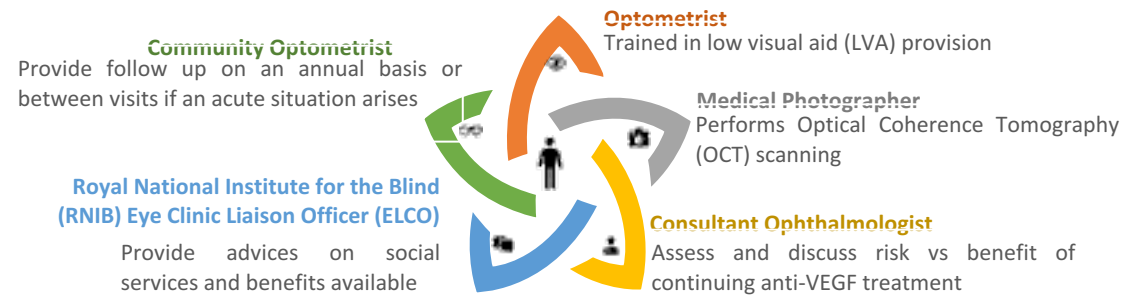 Optometrist
Trained in low visual aid (LVA) provision
Community Optometrist
Provide follow up on an annual basis or
between visits if an acute situation arises
Medical Photographer
Performs Optical Coherence Tomography
(OCT) scanning
Royal National Institute for the Blind
(RNIB) Eye Clinic Liaison Officer (ELCO)
Provide advices on social
services and benefits available
Consultant Ophthalmologist
Assess and discuss risk vs benefit of
continuing anti-VEGF treatment